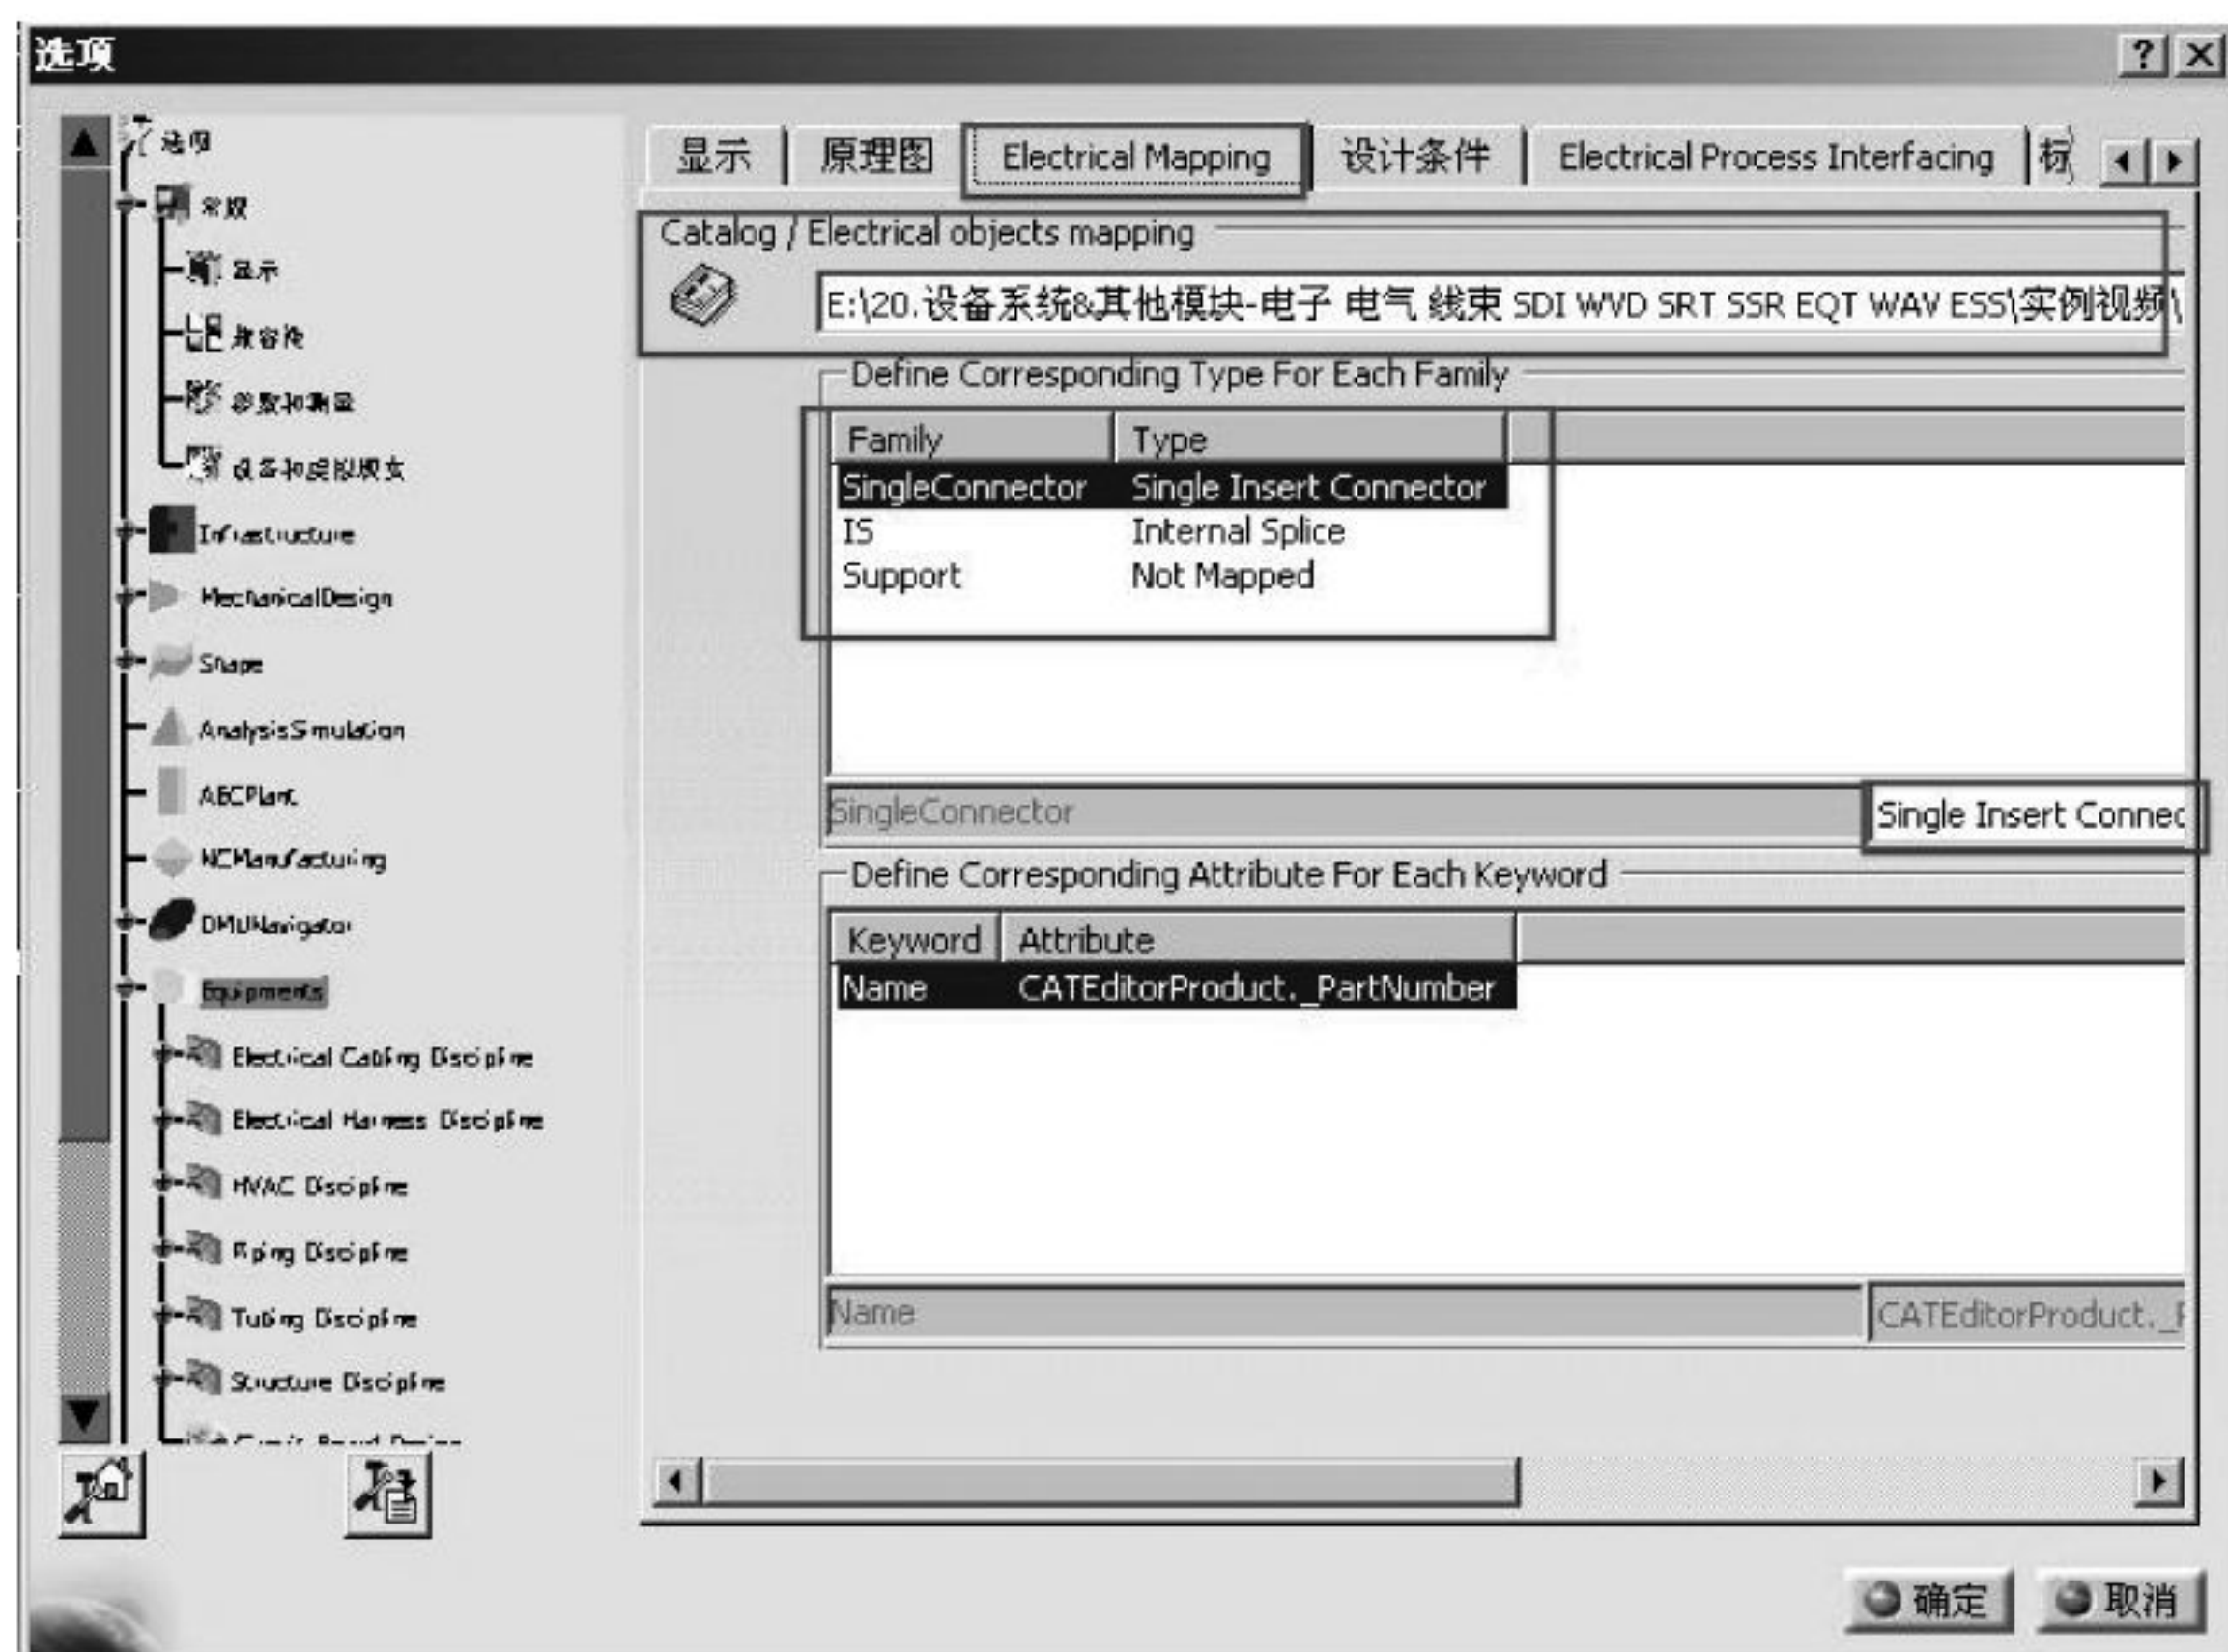 选项
选项
常规
显示
兼容性
参数和测量
设备和虚拟现实
Infrastructure
MechanicalDesign
Shape
AnalysisSimulation
AECPlant
NCManufacturing
DMUNavigator
Equipments
Electrical Cabling Discipline
Electrical Harness Discipline
HVAC Discipline
Piping Discipline
Tubing Discipline
Structure Discipline
Circuit Board Design
显示 原理图 Electrical Mapping 设计条件 Electrical Process Interfacing 标
Catalog / Electrical objects mapping
E:\20.设备系统&其他模块-电子 电气 线束 SDI WVD SRT SSR EQT WAV ESS\实例视频\
Define Corresponding Type For Each Family
Family Type
SingleConnector Single Insert Connector
IS Internal Splice
Support Not Mapped
SingleConnector Single Insert Connec
Define Corresponding Attribute For Each Keyword
Keyword Attribute
Name CATEditorProduct._PartNumber
Name CATEditorProduct._P
确定 取消